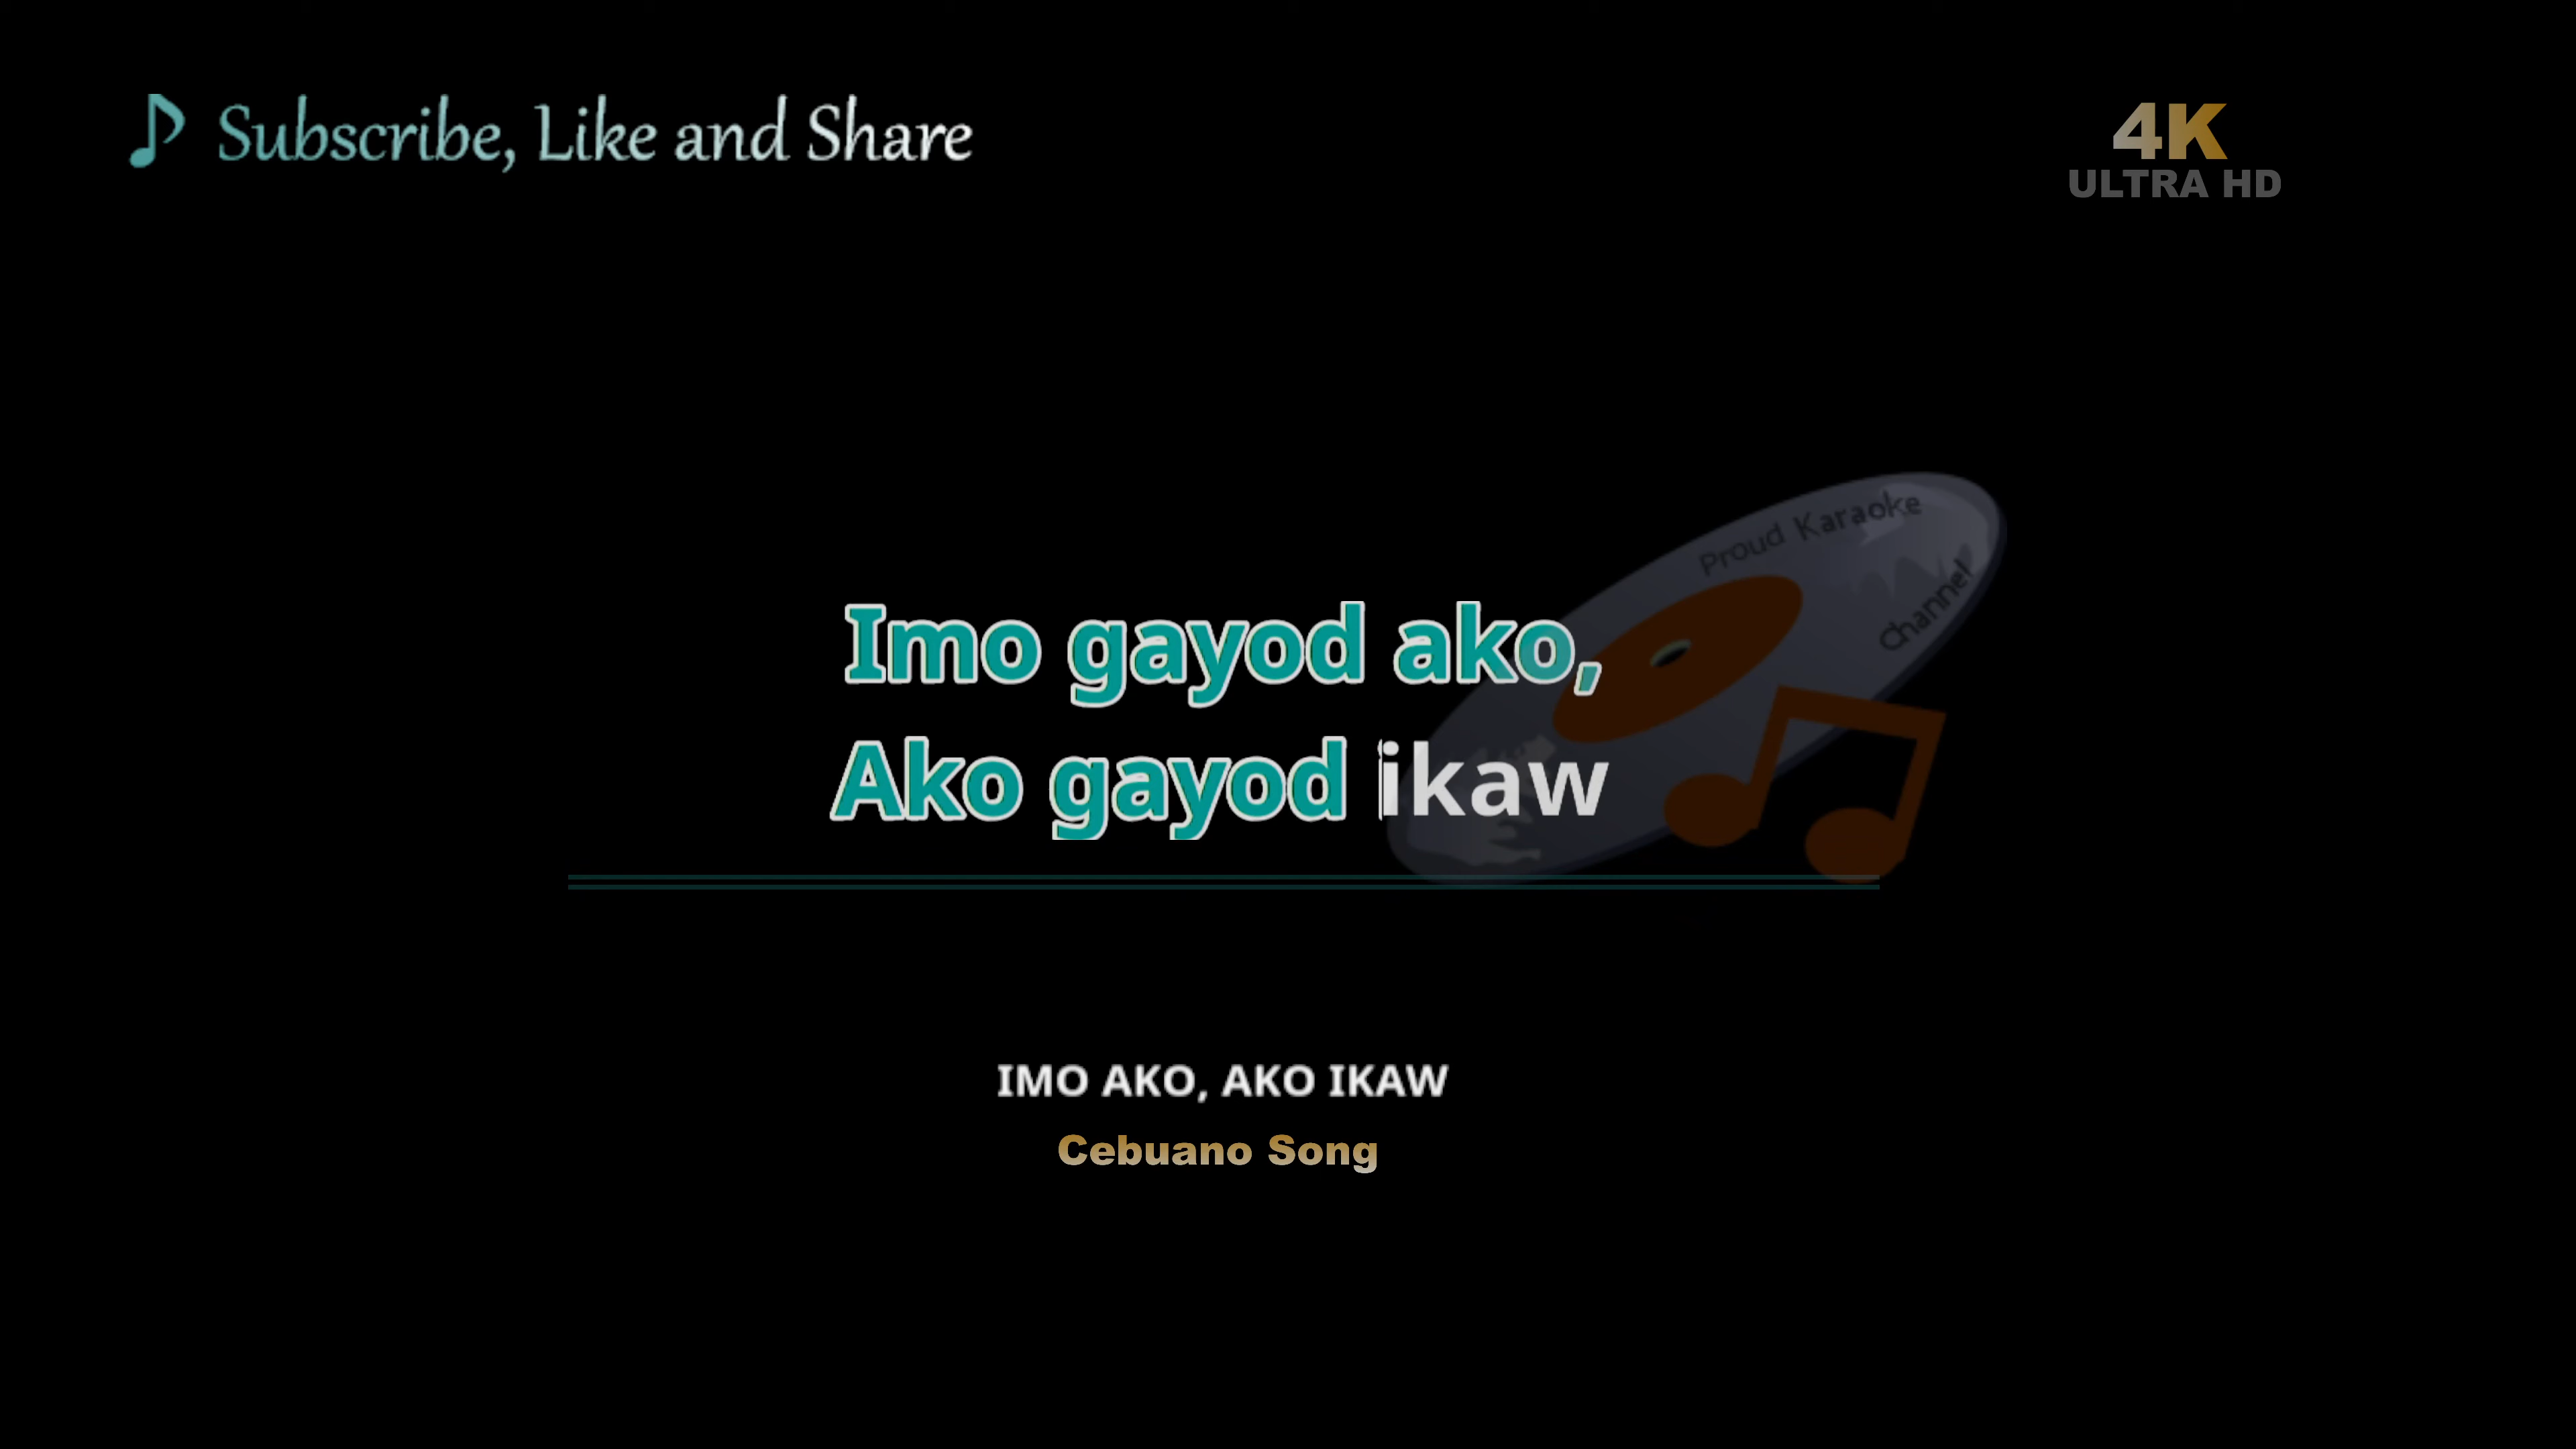 Subscribe, Like and Share
4K
ULTRA HD
Proud Karaoke
channel
Imo gayod ako,
Ako gayod ikaw
IMO AKO, AKO IKAW
Cebuano Song